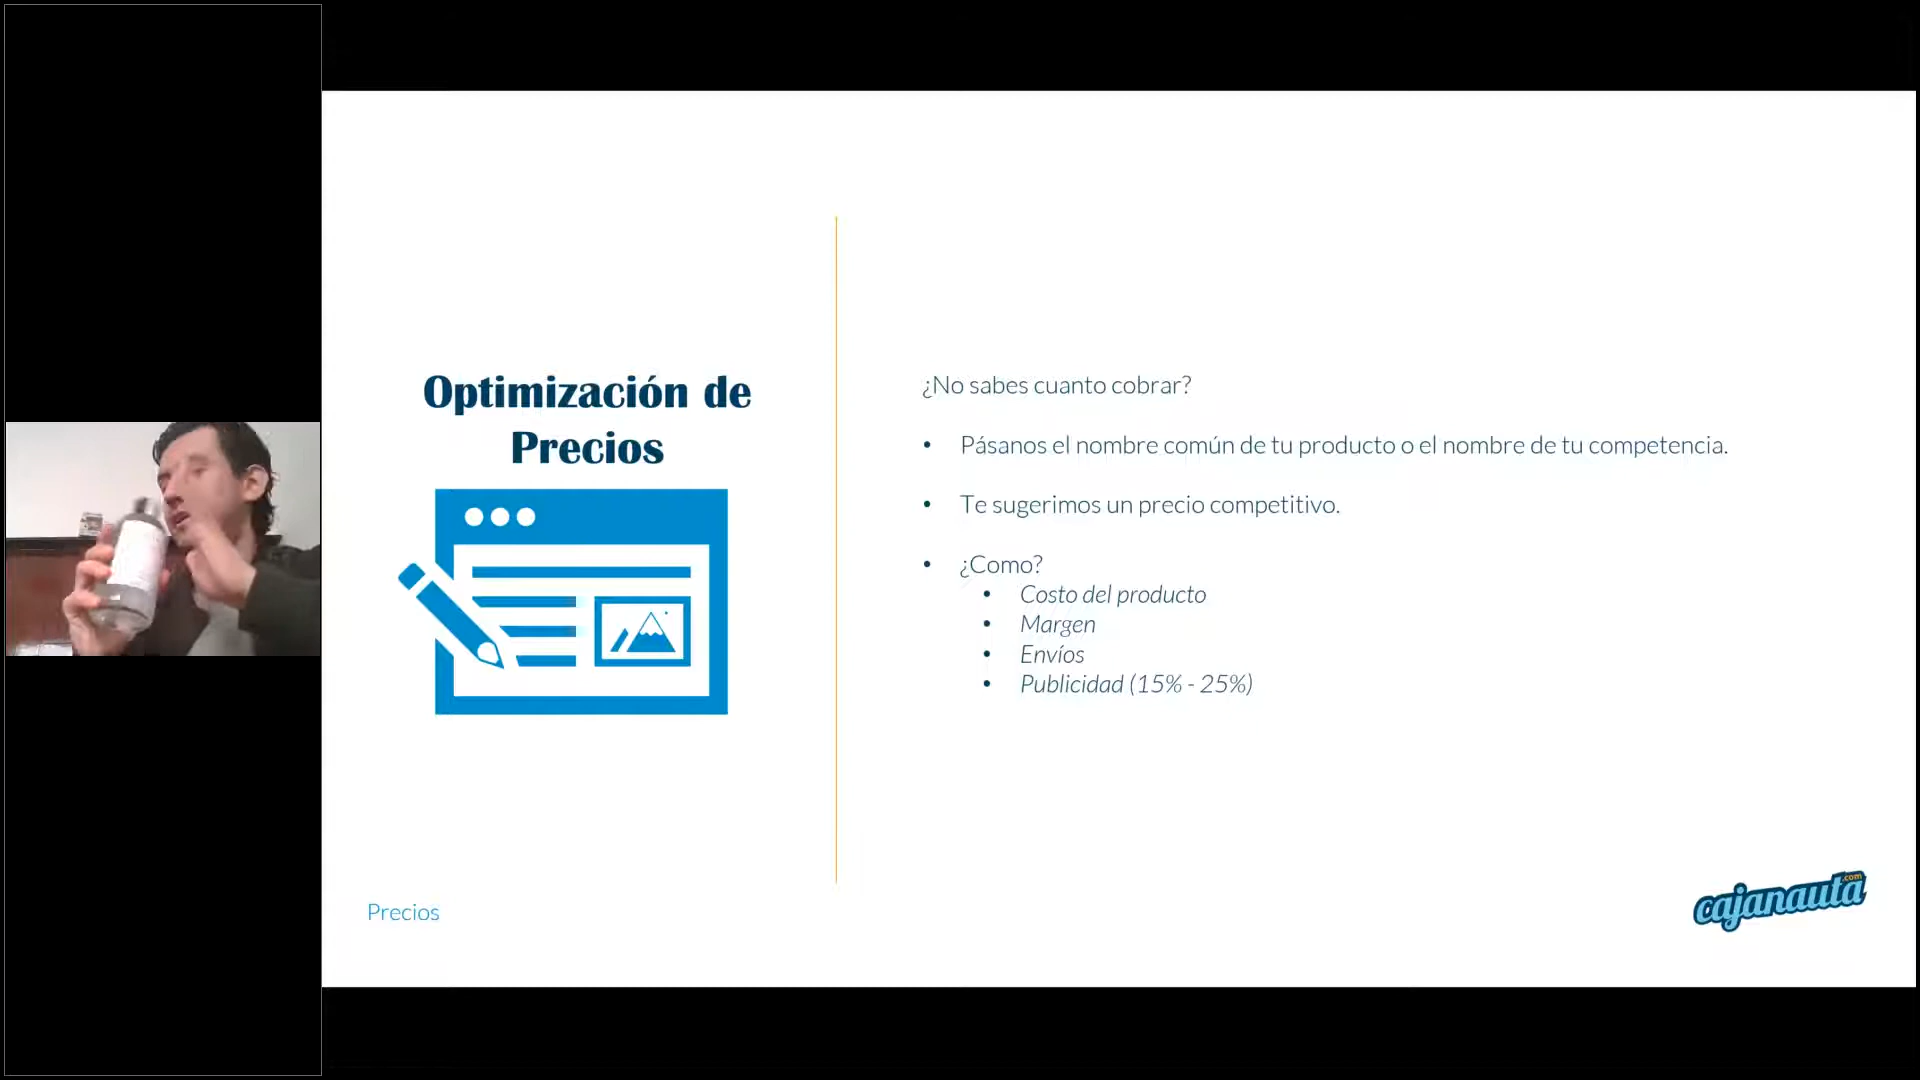 Optimización de
Precios
¿No sabes cuanto cobrar?
• Pásanos el nombre común de tu producto o el nombre de tu competencia.
• Te sugerimos un precio competitivo.
• ¿Como?
• Costo del producto
• Margen
• Envíos
• Publicidad (15% - 25%)
Precios
cajanauta.com